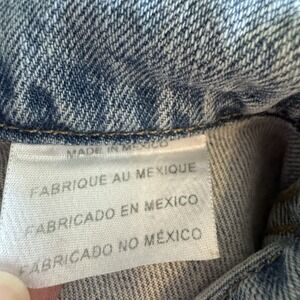 MADE IN MEXICO
FABRIQUE AU MEXIQUE
FABRICADO EN MEXICO
FABRICADO NO MÉXICO